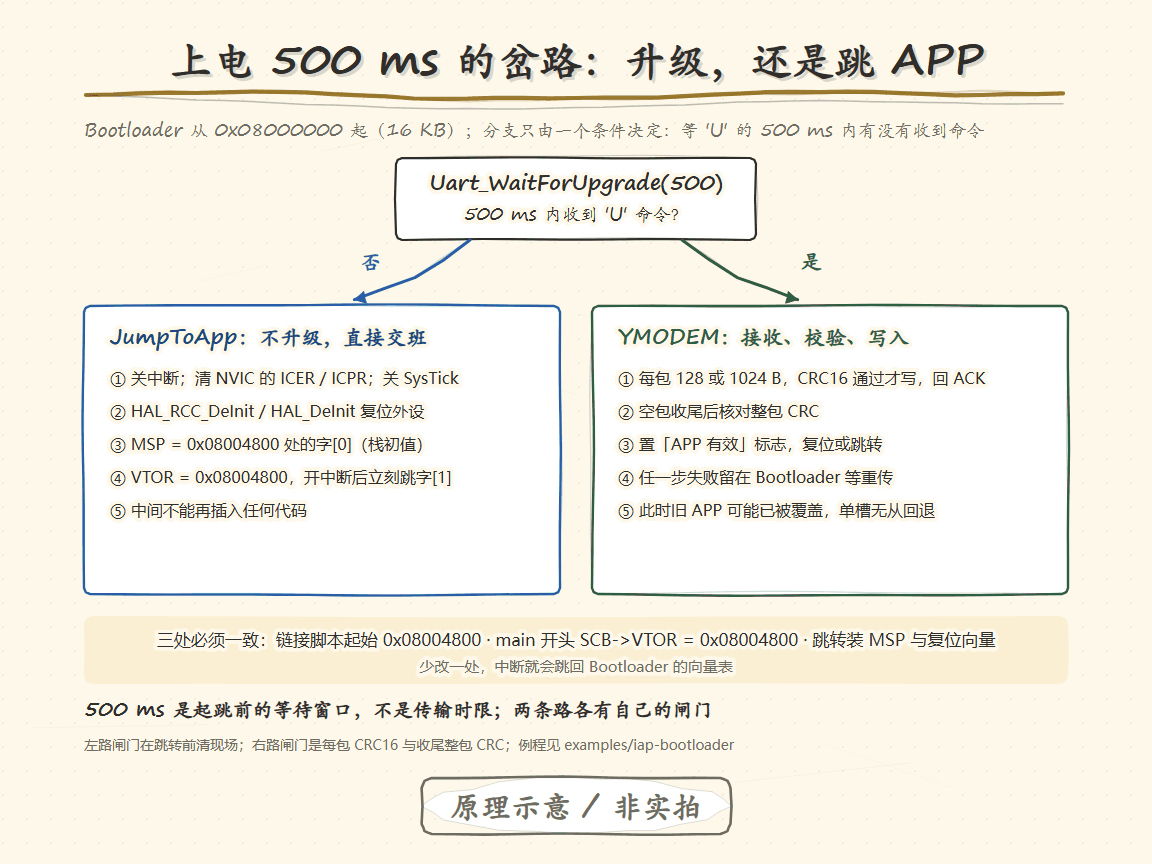 上电 500 ms 的岔路：升级，还是跳 APP
Bootloader 从 0x08000000 起（16 KB）；分支只由一个条件决定：等 'U' 的 500 ms 内有没有收到命令
Uart_WaitForUpgrade(500)
500 ms 内收到 'U' 命令？
否
是
JumpToApp：不升级，直接交班
① 关中断；清 NVIC 的 ICER / ICPR；关 SysTick
② HAL_RCC_DeInit / HAL_DeInit 复位外设
③ MSP = 0x08004800 处的字[0]（栈初值）
④ VTOR = 0x08004800，开中断后立刻跳字[1]
⑤ 中间不能再插入任何代码
YMODEM：接收、校验、写入
① 每包 128 或 1024 B，CRC16 通过才写，回 ACK
② 空包收尾后核对整包 CRC
③ 置「APP 有效」标志，复位或跳转
④ 任一步失败留在 Bootloader 等重传
⑤ 此时旧 APP 可能已被覆盖，单槽无从回退
三处必须一致：链接脚本起始 0x08004800 · main 开头 SCB->VTOR = 0x08004800 · 跳转装 MSP 与复位向量
少改一处，中断就会跳回 Bootloader 的向量表
500 ms 是起跳前的等待窗口，不是传输时限；两条路各有自己的闸门
左路闸门在跳转前清现场；右路闸门是每包 CRC16 与收尾整包 CRC；例程见 examples/iap-bootloader
原理示意 / 非实拍